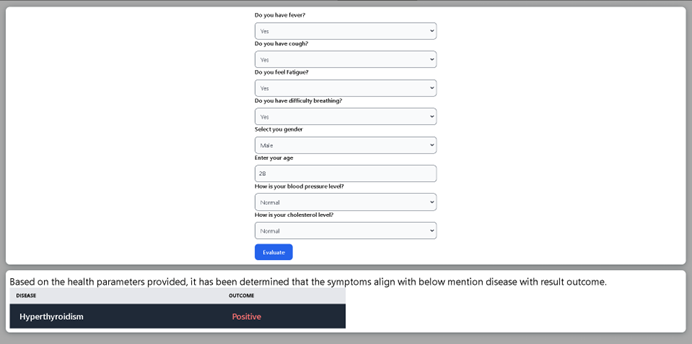 Do you have fever?
Yes
Do you have cough?
Yes
Do you feel Fatigue?
Yes
Do you have difficulty breathing?
Yes
Select you gender
Male
Enter your age
28
How is your blood pressure level?
Normal
How is your cholesterol level?
Normal
Evaluate
Based on the health parameters provided, it has been determined that the symptoms align with below mention disease with result outcome.
DISEASE OUTCOME
Hyperthyroidism Positive